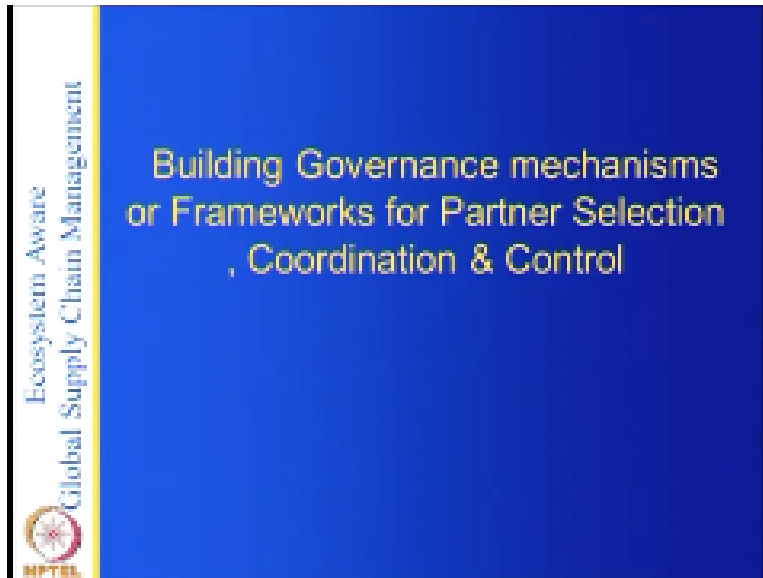 Building Governance mechanisms
or Frameworks for Partner Selection
, Coordination & Control
Ecosystem Aware
Global Supply Chain Management
NPTEL